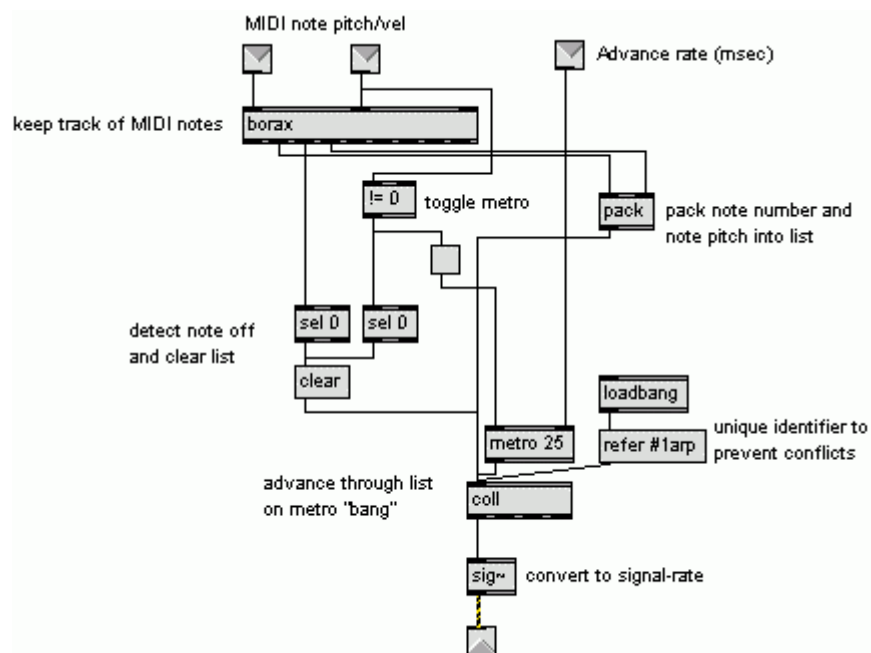 MIDI note pitch/vel
Advance rate (msec)
keep track of MIDI notes
borax
!= 0
toggle metro
pack
pack note number and
note pitch into list
sel 0
sel 0
detect note off
and clear list
clear
loadbang
metro 25
refer #1arp
unique identifier to
prevent conflicts
advance through list
on metro "bang"
coll
sig~
convert to signal-rate